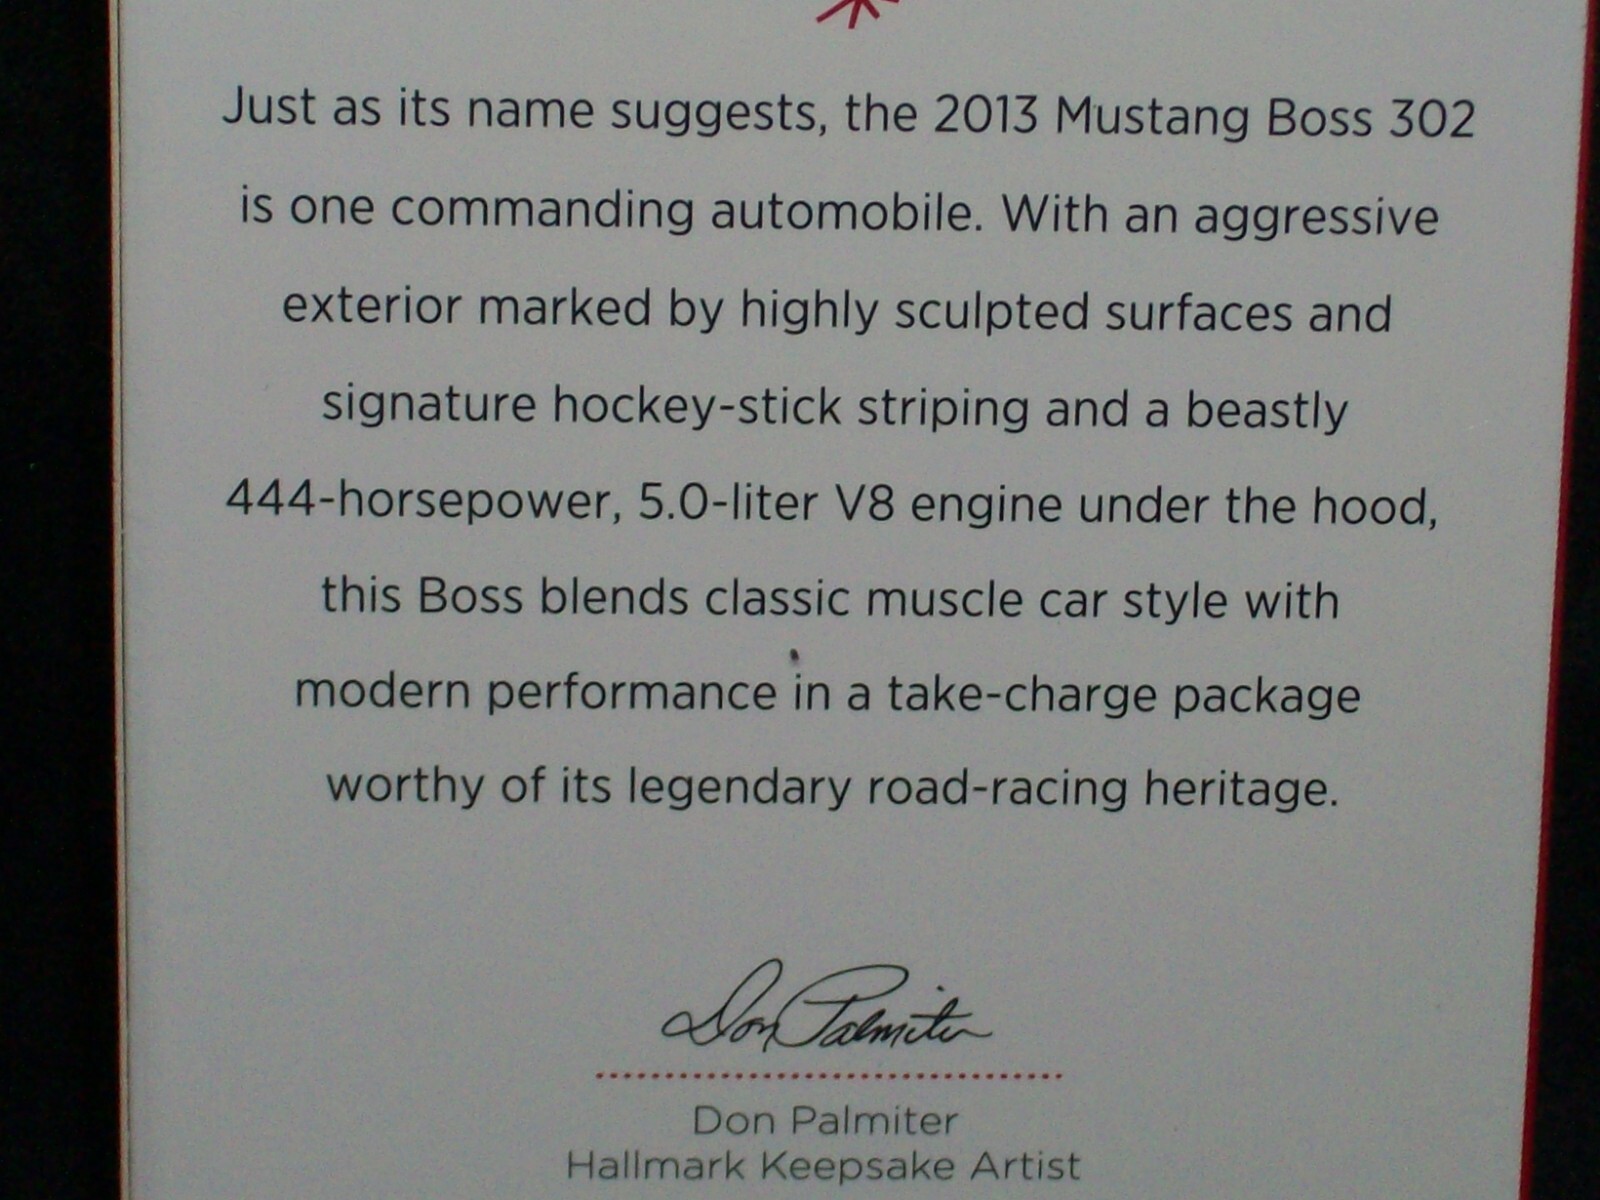 Just as its name suggests, the 2013 Mustang Boss 302
is one commanding automobile. With an aggressive
exterior marked by highly sculpted surfaces and
signature hockey-stick striping and a beastly
444-horsepower, 5.0-liter V8 engine under the hood,
this Boss blends classic muscle car style with
modern performance in a take-charge package
worthy of its legendary road-racing heritage.
Don Palmiter
Don Palmiter
Hallmark Keepsake Artist